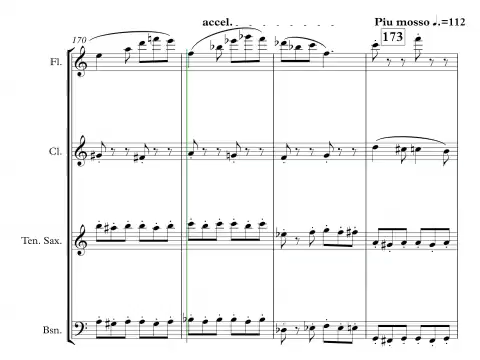 170
accel. Piu mosso ♩.=112
173
Fl.
Cl.
Ten. Sax.
Bsn.